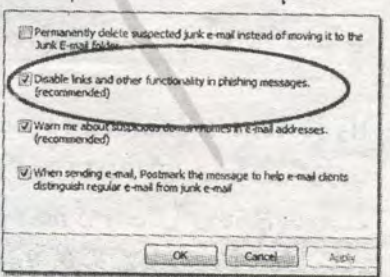 Permanently delete suspected junk e-mail instead of moving it to the
Junk E-mail folder.
Disable links and other functionality in phishing messages.
(recommended)
Warn me about suspicious domain names in e-mail addresses.
(recommended)
When sending e-mail, Postmark the message to help e-mail clients
distinguish regular e-mail from junk e-mail
OK
Cancel
Apply